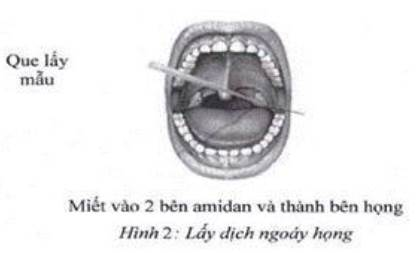 Que lấy
mẫu
Miết vào 2 bên amidan và thành bên họng
Hình 2: Lấy dịch ngoáy họng